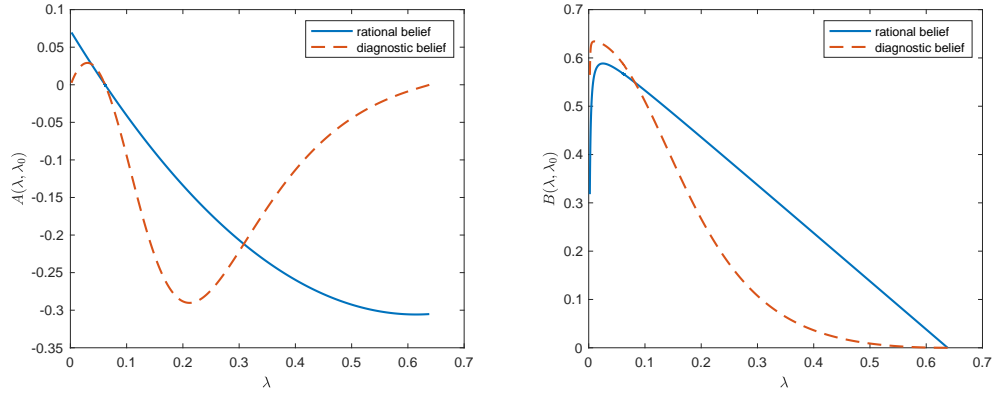 0.1
0.05
0
-0.05
-0.1
-0.15
-0.2
-0.25
-0.3
-0.35
A(λ, λ₀)
rational belief
diagnostic belief
0 0.1 0.2 0.3 0.4 0.5 0.6 0.7
λ
0.7
0.6
0.5
0.4
0.3
0.2
0.1
0
B(λ, λ₀)
rational belief
diagnostic belief
0 0.1 0.2 0.3 0.4 0.5 0.6 0.7
λ